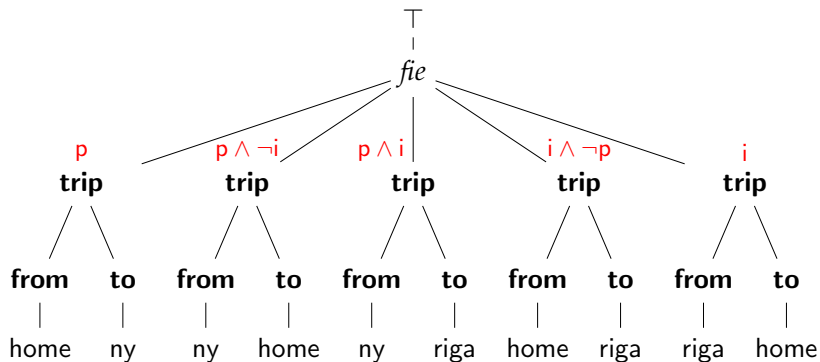 ⊤
fie
p p ∧ ¬i p ∧ i i ∧ ¬p i
trip trip trip trip trip
from to from to from to from to from to
home ny ny home ny riga home riga riga home